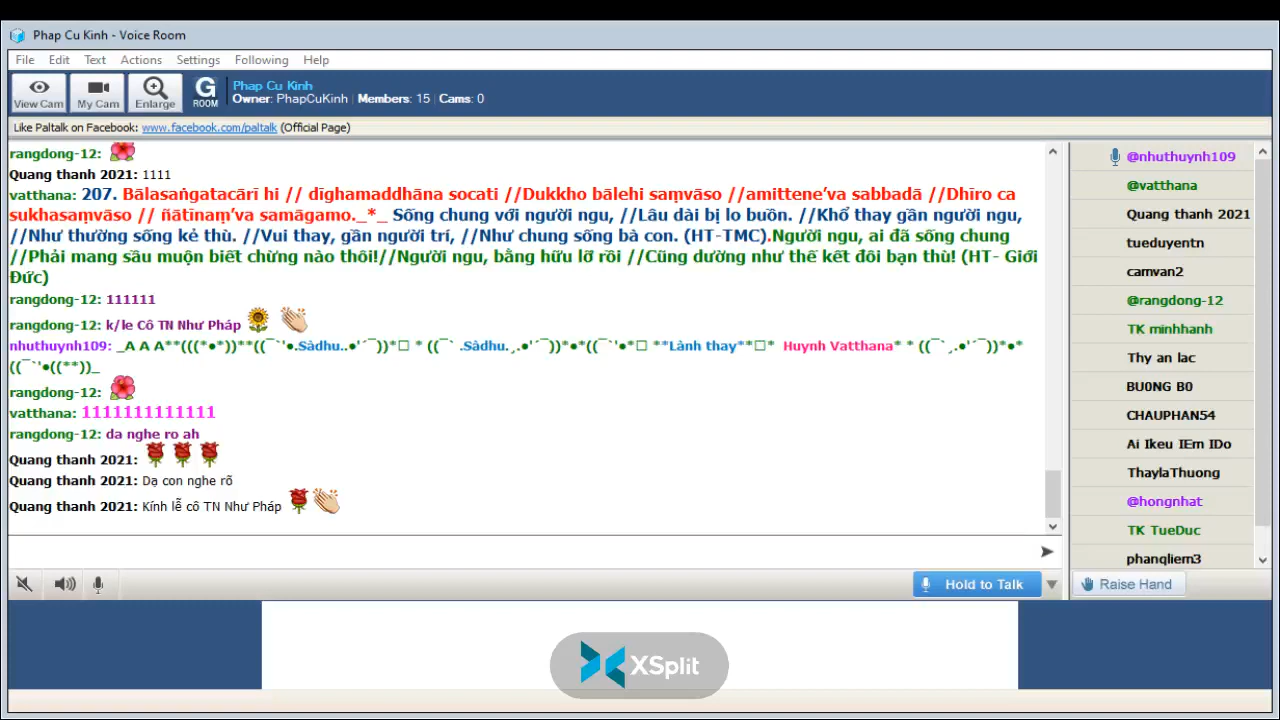 Phap Cu Kinh - Voice Room
File Edit Text Actions Settings Following Help
View Cam My Cam Enlarge G ROOM
Phap Cu Kinh
Owner: PhapCuKinh | Members: 15 | Cams: 0
Like Paltalk on Facebook: www.facebook.com/paltalk (Official Page)
rangdong-12:
Quang thanh 2021: 1111
vatthana: 207. Bālasaṅgatacārī hi // dīghamaddhāna socati //Dukkho bālehi saṃvāso //amittene’va sabbadā //Dhīro ca
sukhasaṃvāso // ñātīnaṃ’va samāgamo._*_ Sống chung với người ngu, //Lâu dài bị lo buồn. //Khổ thay gần người ngu,
//Như thường sống kẻ thù. //Vui thay, gần người trí, //Như chung sống bà con. (HT-TMC).Người ngu, ai đã sống chung
//Phải mang sầu muộn biết chừng nào thôi!//Người ngu, bằng hữu lỡ rồi //Cũng dường như thế kết đôi bạn thù! (HT- Giới
Đức)
rangdong-12: 111111
rangdong-12: k/le Cô TN Như Pháp
nhuthuynh109: _A A A**(((*●*))**((¯`'●.Sàdhu..●'´¯))*□ * ((¯` .Sàdhu.¸.●'´¯))*●*((¯`'●*□ **Lành thay**□* Huynh Vatthana* * ((¯`¸.●'´¯))*●*
((¯`'●((**))_
rangdong-12:
vatthana: 1111111111111
rangdong-12: da nghe ro ah
Quang thanh 2021:
Quang thanh 2021: Dạ con nghe rõ
Quang thanh 2021: Kính lễ cô TN Như Pháp
@nhuthuynh109
@vatthana
Quang thanh 2021
tueduyentn
camvan2
@rangdong-12
TK minhhanh
Thy an lac
BU0NG B0
CHAUPHAN54
Ai Ikeu IEm IDo
ThaylaThuong
@hongnhat
TK TueDuc
phanqliem3
Hold to Talk
Raise Hand
XSplit